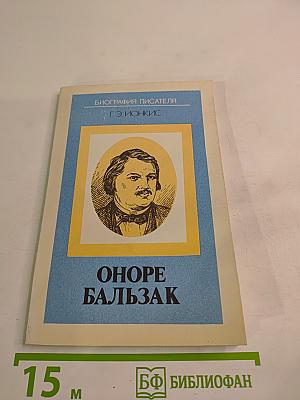 БИОГРАФИЯ ПИСАТЕЛЯ
Г. Э. ИОНКИС
ОНОРЕ
БАЛЬЗАК
15 м
БФ БИБЛИОФАН